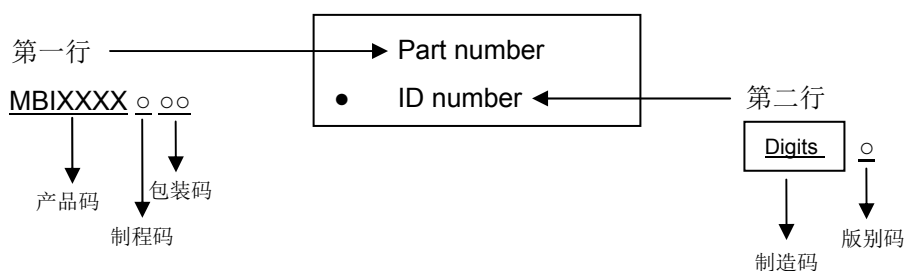 第一行
Part number
MBIXXXX ○ ○○
● ID number
第二行
Digits ○
产品码
包装码
制程码
制造码
版别码